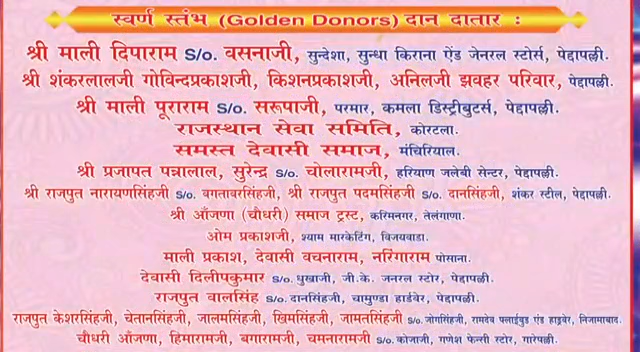 स्वर्ण स्तंभ (Golden Donors) दान दातार :
श्री माली दिपाराम S/o. वसनाजी, सुन्देशा, सुन्धा किराना ऐंड जेनरल स्टोर्स, पेद्दापल्ली.
श्री शंकरलालजी गोविन्दप्रकाशजी, किशनप्रकाशजी, अनिलजी झवहर परिवार, पेद्दापल्ली.
श्री माली पूराराम S/o. सरूपाजी, परमार, कमला डिस्ट्रीबुटर्स, पेद्दापल्ली.
राजस्थान सेवा समिति, कोरटला.
समस्त देवासी समाज, मंचिरियाल.
श्री प्रजापत पन्नालाल, सुरेन्द्र S/o. चोलारामजी, हरियाण जलेबी सेन्टर, पेद्दापल्ली.
श्री राजपुत नारायणसिंहजी S/o. बगतावरसिंहजी, श्री राजपुत पदमसिंहजी S/o. दानसिंहजी, शंकर स्टील, पेद्दापल्ली.
श्री आँजणा (चौधरी) समाज ट्रस्ट, करिमनगर, तेलंगाणा.
ओम प्रकाशजी, श्याम मारकेटिंग, विजयवाडा.
माली प्रकाश, देवासी वचनाराम, नरिंगाराम पोसाना.
देवासी दिलीपकुमार S/o. धुखाजी, जी.के. जनरल स्टोर, पेद्दापल्ली.
राजपुत वालसिंह S/o. दानसिंहजी, चामुण्डा हार्डवेर, पेद्दापल्ली.
राजपुत केशरसिंहजी, चेतानसिंहजी, जालमसिंहजी, खिमसिंहजी, जामतसिंहजी S/o. जोगसिंहजी, रामदेव पलाईवुड एंड हाड्रवेर, निजामाबाद.
चौधरी आँजणा, हिमारामजी, बगारामजी, चमनारामजी S/o. कोजाजी, गणेश फेन्सी स्टोर, गारेपल्ली.